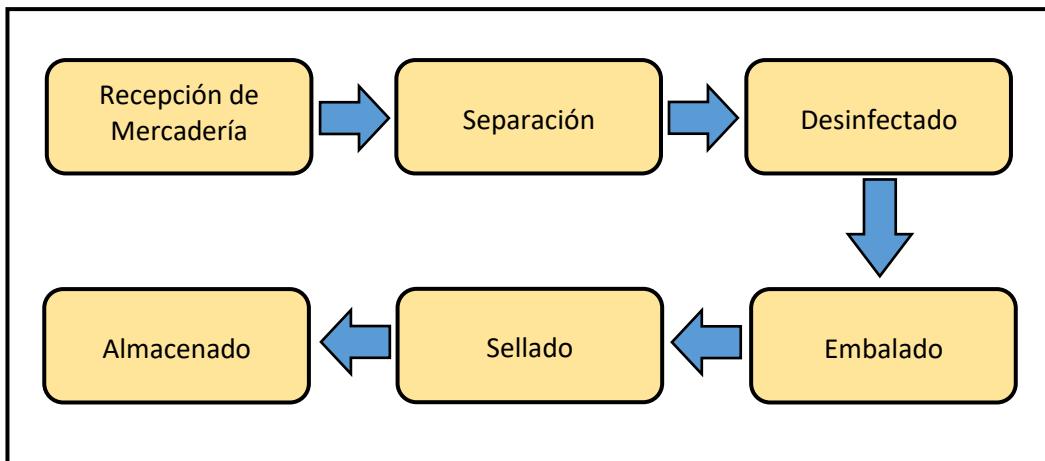 Recepción de
Mercadería
Separación
Desinfectado
Embalado
Sellado
Almacenado